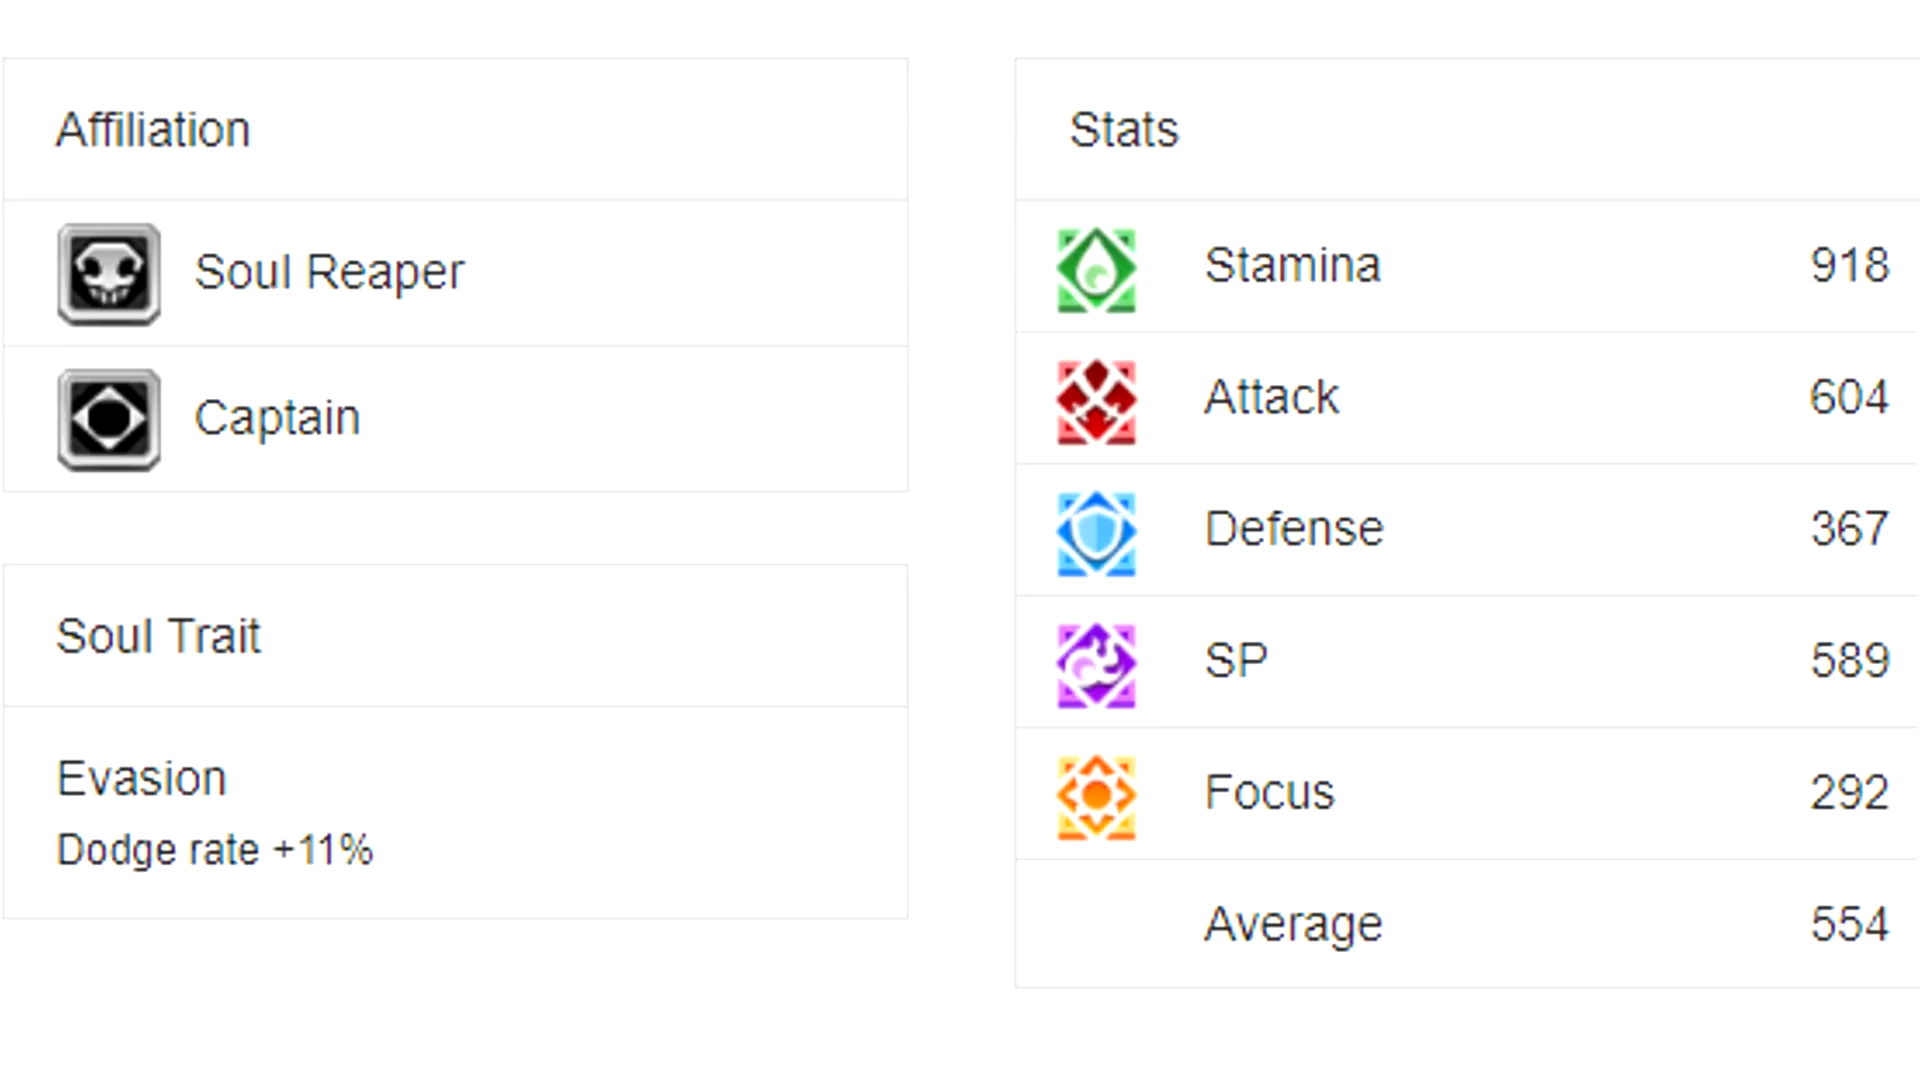 Affiliation
Soul Reaper
Captain
Soul Trait
Evasion
Dodge rate +11%
Stats
Stamina 918
Attack 604
Defense 367
SP 589
Focus 292
Average 554